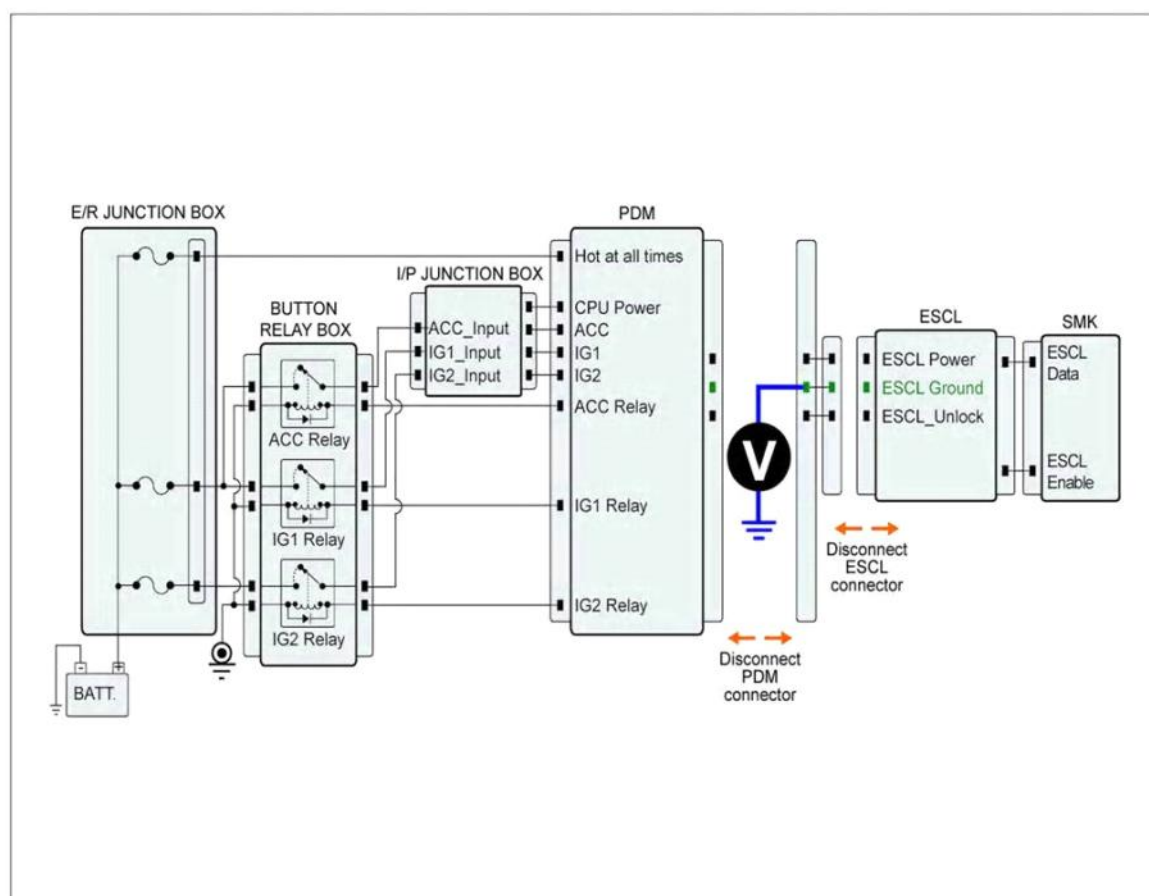 E/R JUNCTION BOX
PDM
Hot at all times
I/P JUNCTION BOX
BUTTON
RELAY BOX
CPU Power
ACC_Input
ACC
IG1_Input
IG1
IG2_Input
IG2
ACC Relay
ACC Relay
IG1 Relay
IG1 Relay
IG2 Relay
IG2 Relay
ESCL
SMK
ESCL Power
ESCL Ground
ESCL_Unlock
ESCL
Data
ESCL
Enable
V
Disconnect
ESCL
connector
Disconnect
PDM
connector
- +
BATT.